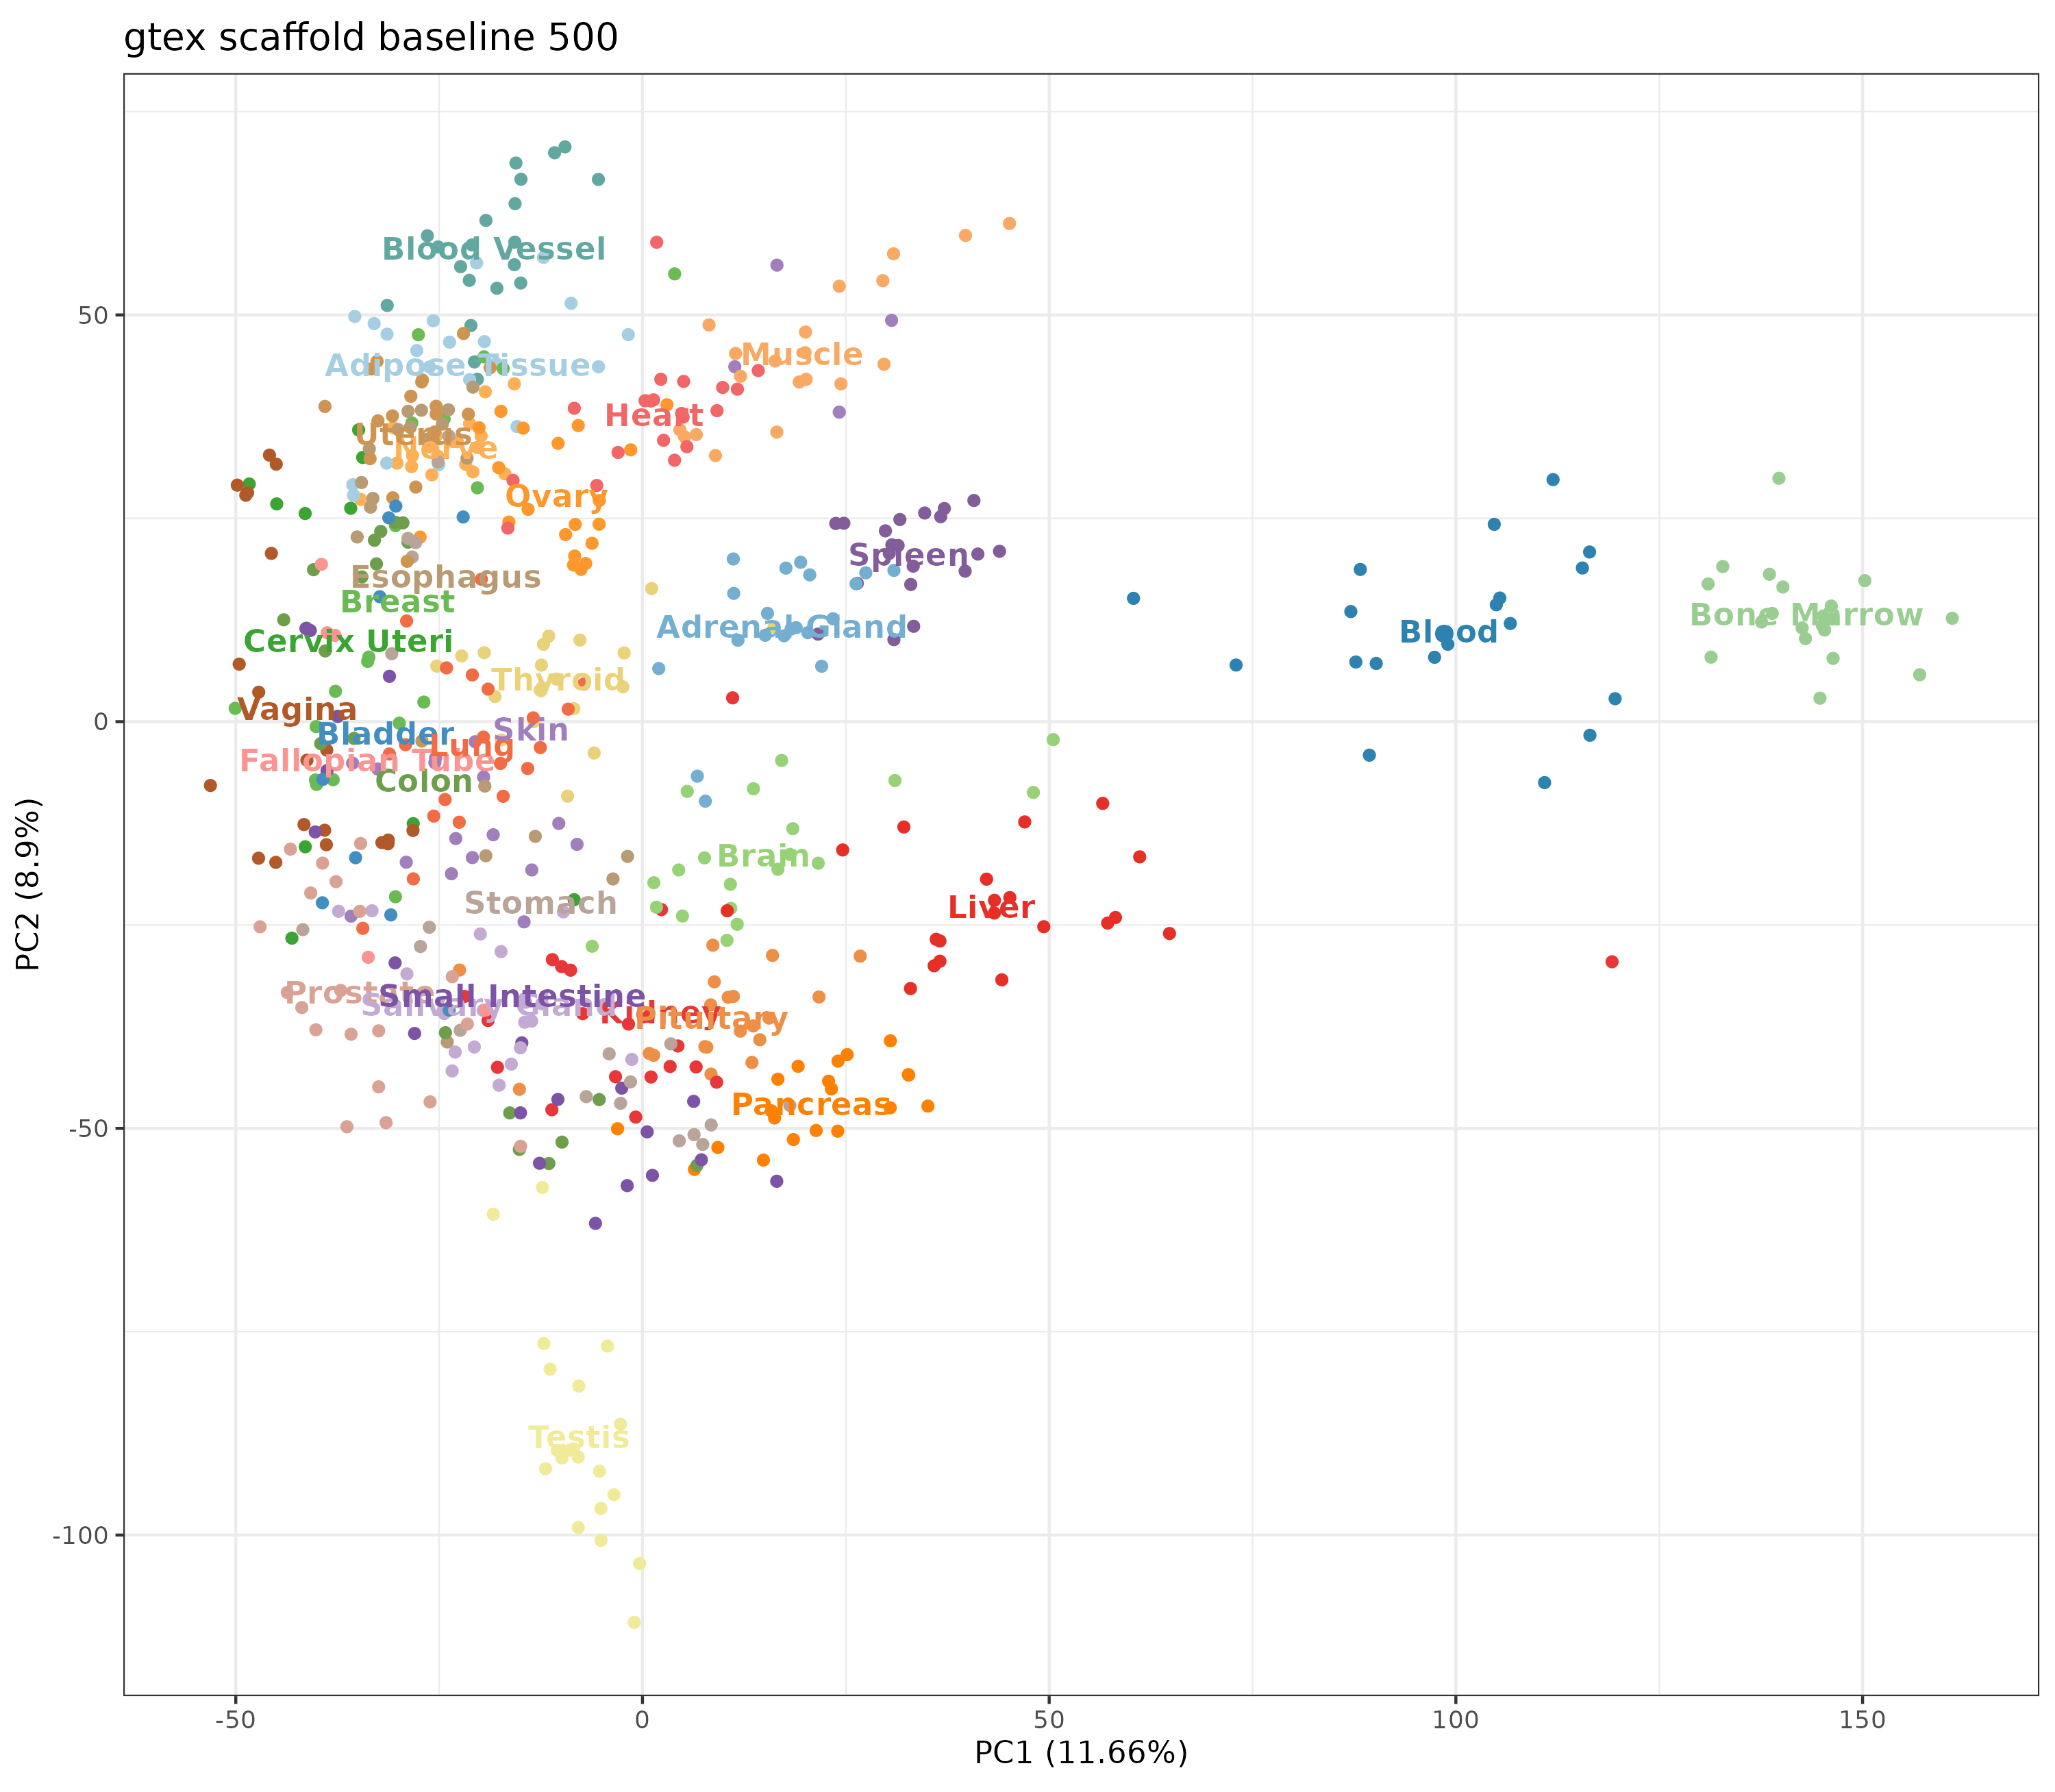 gtex scaffold baseline 500
Blood Vessel
50
Muscle
Adipose Tissue
Heart
Uterus
Nerve
Ovary
Spleen
Esophagus
Breast
Bone Marrow
Adrenal Gland
Blood
Cervix Uteri
Thyroid
Vagina
0
Skin
Bladder
Lung
Fallopian Tube
Colon
Brain
Stomach
Liver
PC2 (8.9%)
Prostate
Small Intestine
Salivary Gland
Kidney
Pituitary
Pancreas
-50
Testis
-100
-50 0 50 100 150
PC1 (11.66%)